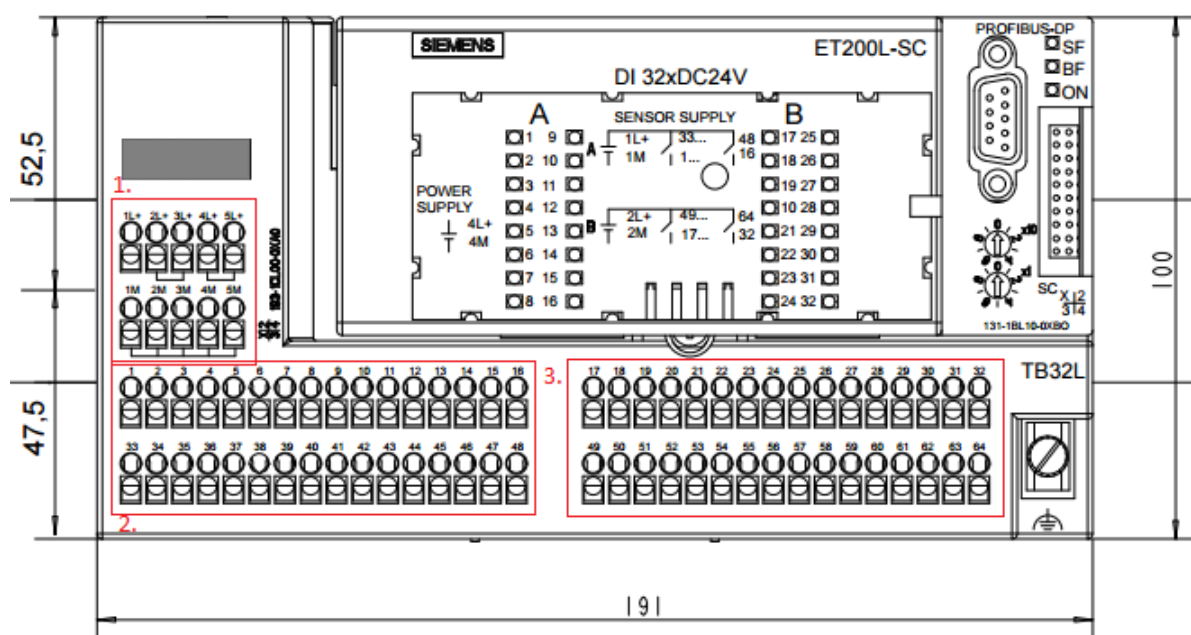 SIEMENS
ET200L-SC
PROFIBUS-DP
SF
BF
ON
DI 32xDC24V
A
SENSOR SUPPLY
B
1 9
2 10
3 11
4 12
5 13
6 14
7 15
8 16
A 1L+ 33... 48
1M 1... 16
B 2L+ 49... 64
2M 17... 32
POWER
SUPPLY
4L+
4M
17 25
18 26
19 27
10 28
21 29
22 30
23 31
24 32
x10
x1
SC
X 2
3 4
131-1BL10-0XBO
1.
1L+ 2L+ 3L+ 4L+ 5L+
1M 2M 3M 4M 5M
2.
1 2 3 4 5 6 7 8 9 10 11 12 13 14 15 16
33 34 35 36 37 38 39 40 41 42 43 44 45 46 47 48
3.
17 18 19 20 21 22 23 24 25 26 27 28 29 30 31 32
49 50 51 52 53 54 55 56 57 58 59 60 61 62 63 64
TB32L
52,5
47,5
100
191